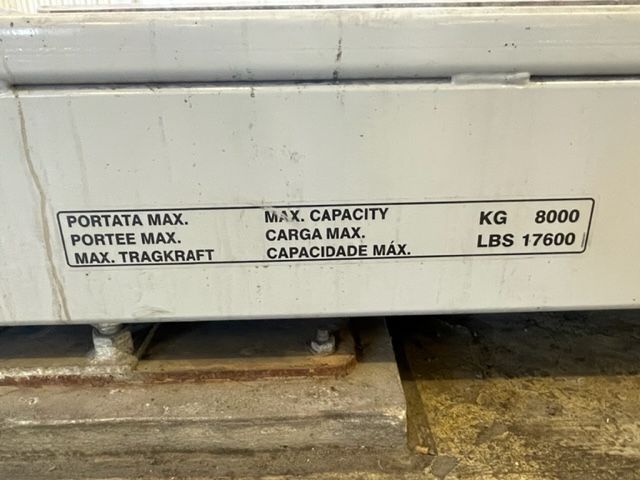 PORTATA MAX. MAX. CAPACITY KG 8000
PORTEE MAX. CARGA MAX. LBS 17600
MAX. TRAGKRAFT CAPACIDADE MÁX.